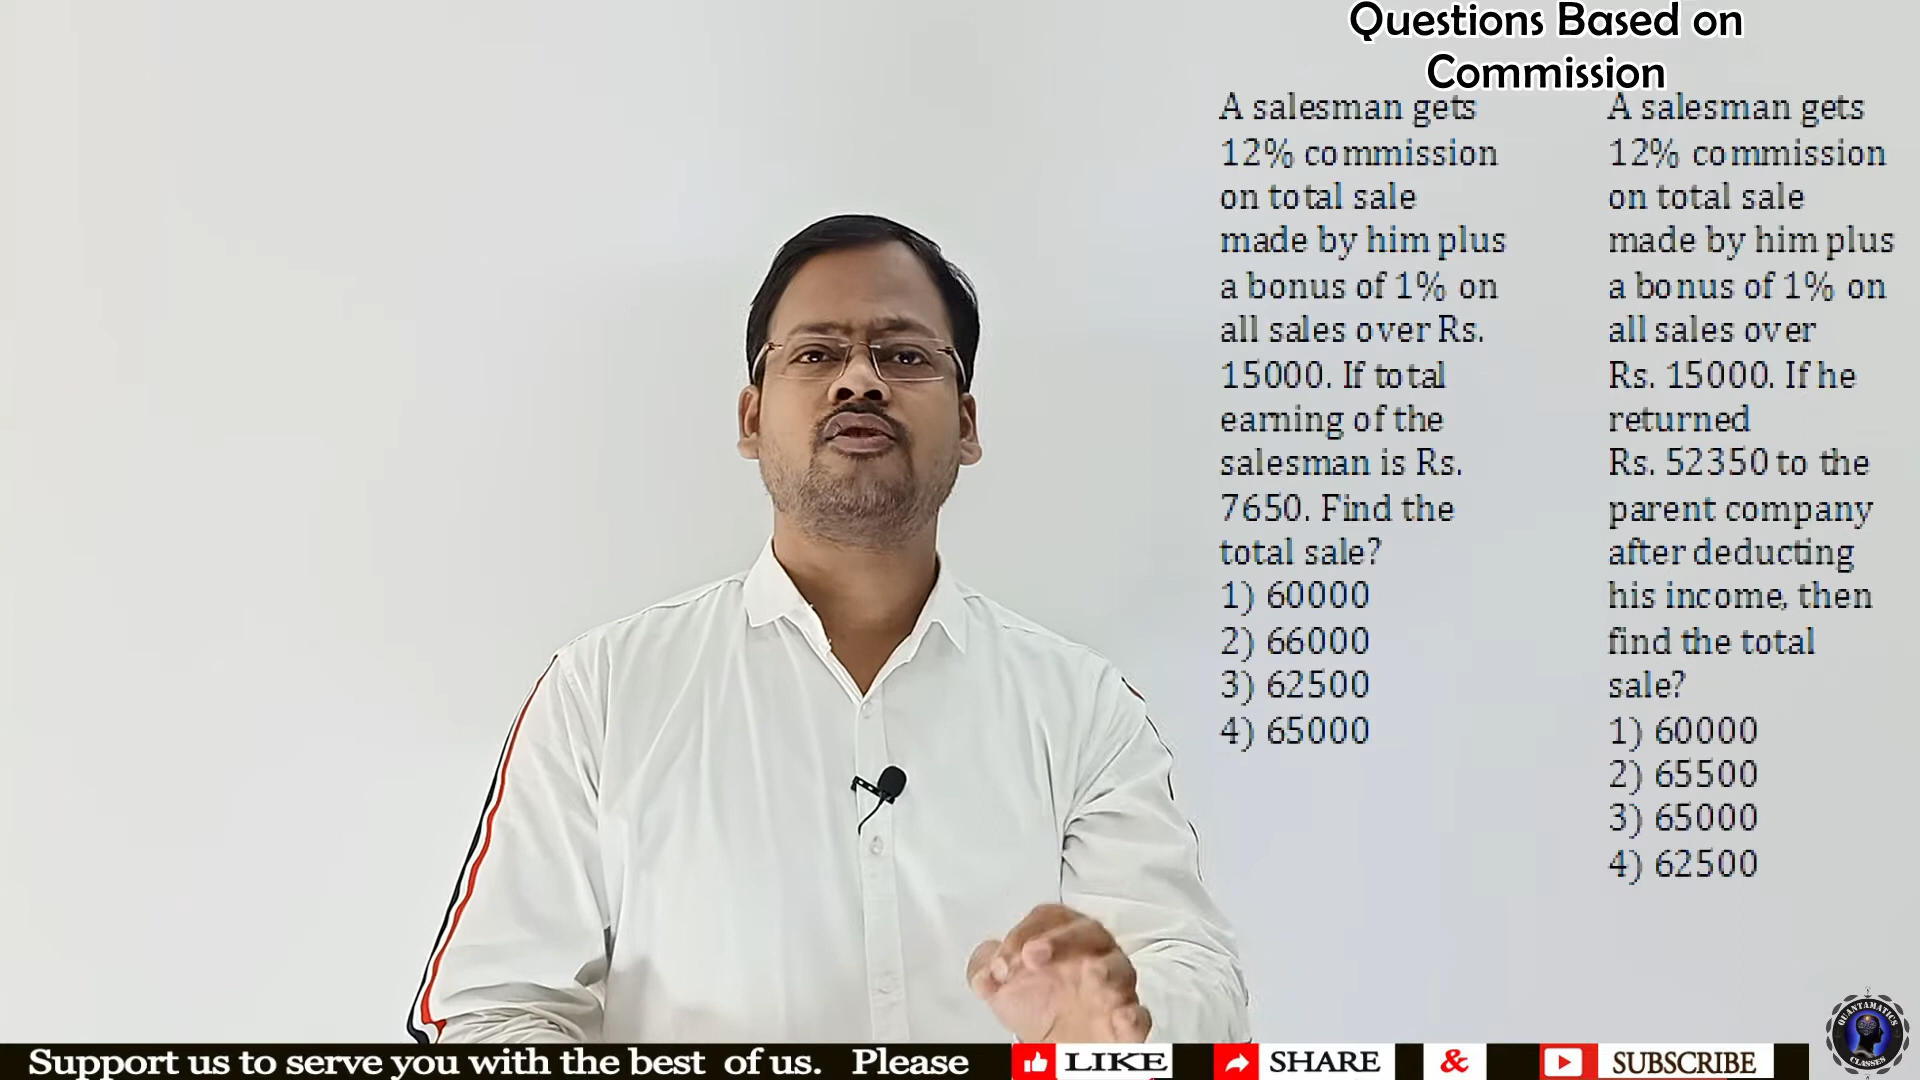 Questions Based on
Commission
A salesman gets
12% commission
on total sale
made by him plus
a bonus of 1% on
all sales over Rs.
15000. If total
earning of the
salesman is Rs.
7650. Find the
total sale?
1) 60000
2) 66000
3) 62500
4) 65000
A salesman gets
12% commission
on total sale
made by him plus
a bonus of 1% on
all sales over
Rs. 15000. If he
returned
Rs. 52350 to the
parent company
after deducting
his income, then
find the total
sale?
1) 60000
2) 65500
3) 65000
4) 62500
Support us to serve you with the best of us. Please LIKE SHARE & SUBSCRIBE
QUANTAMATICS
CLASSES